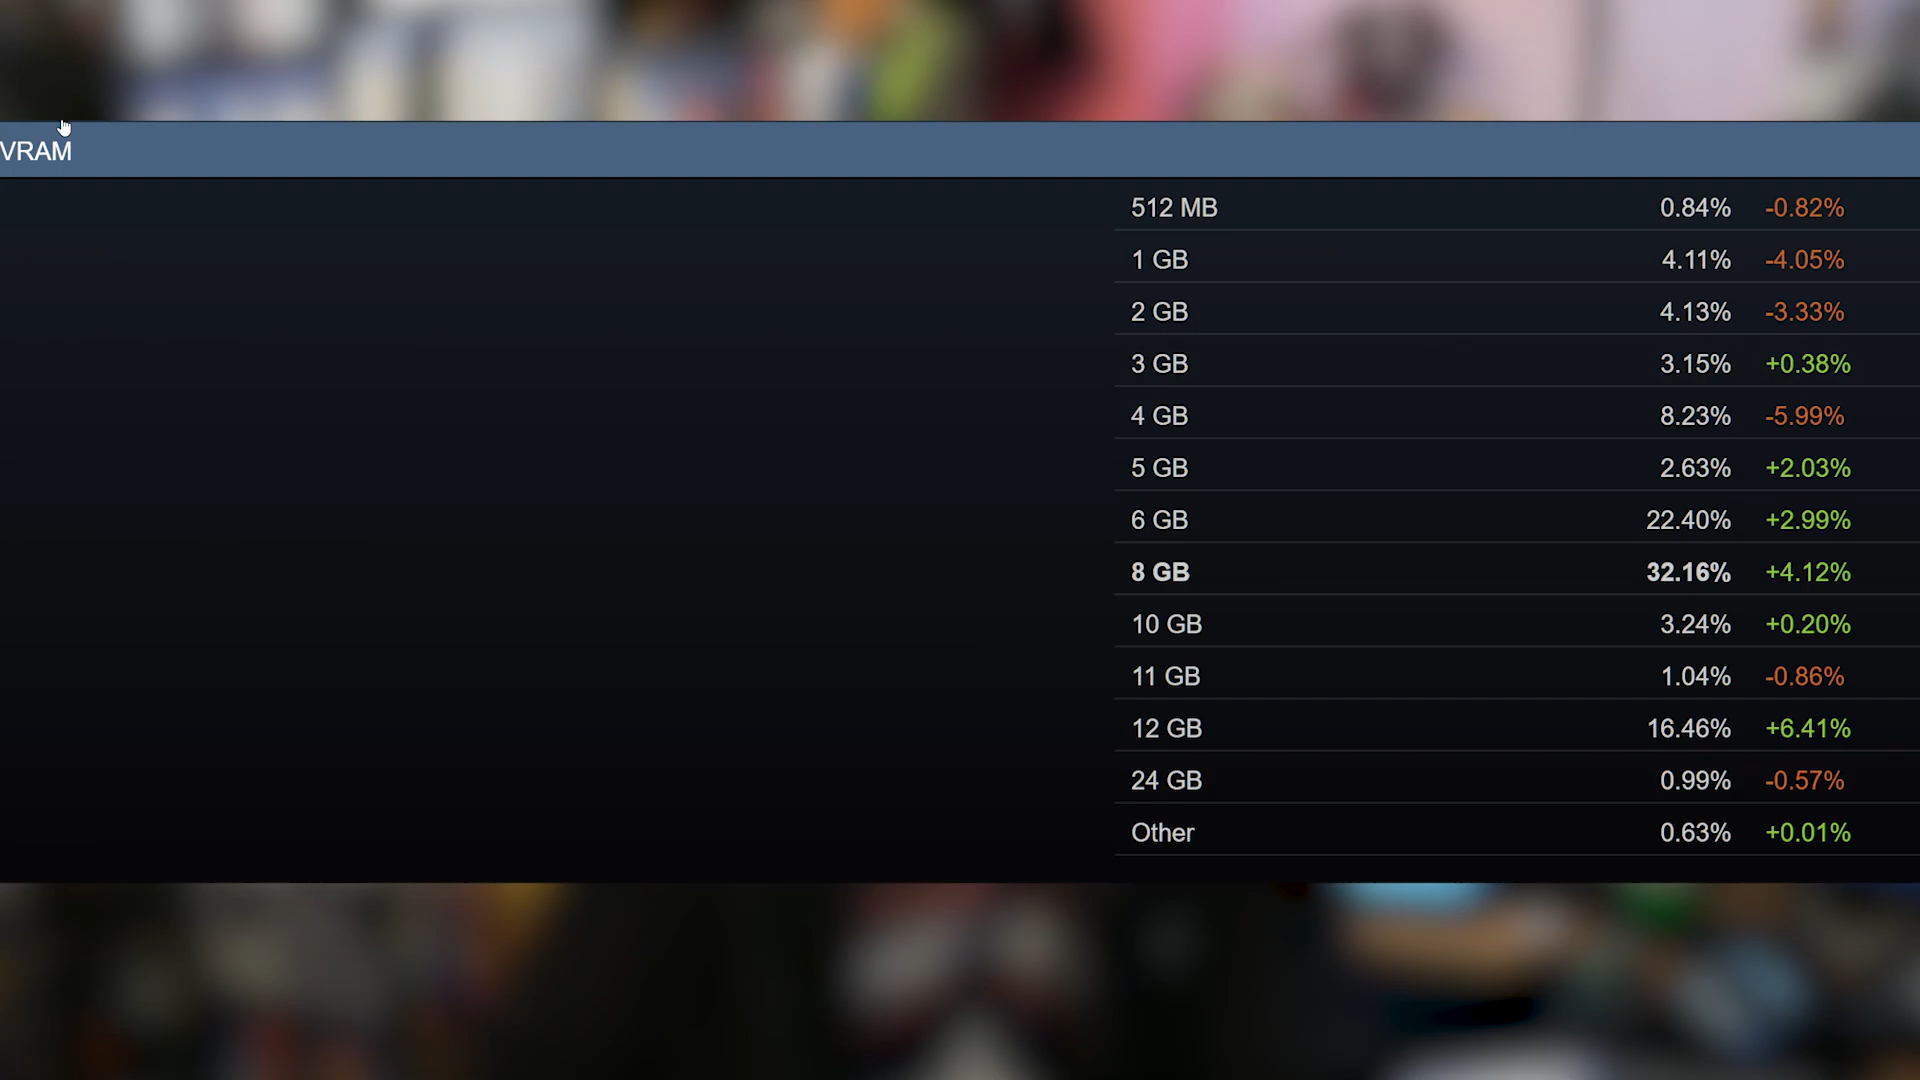 VRAM
512 MB 0.84% -0.82%
1 GB 4.11% -4.05%
2 GB 4.13% -3.33%
3 GB 3.15% +0.38%
4 GB 8.23% -5.99%
5 GB 2.63% +2.03%
6 GB 22.40% +2.99%
8 GB 32.16% +4.12%
10 GB 3.24% +0.20%
11 GB 1.04% -0.86%
12 GB 16.46% +6.41%
24 GB 0.99% -0.57%
Other 0.63% +0.01%